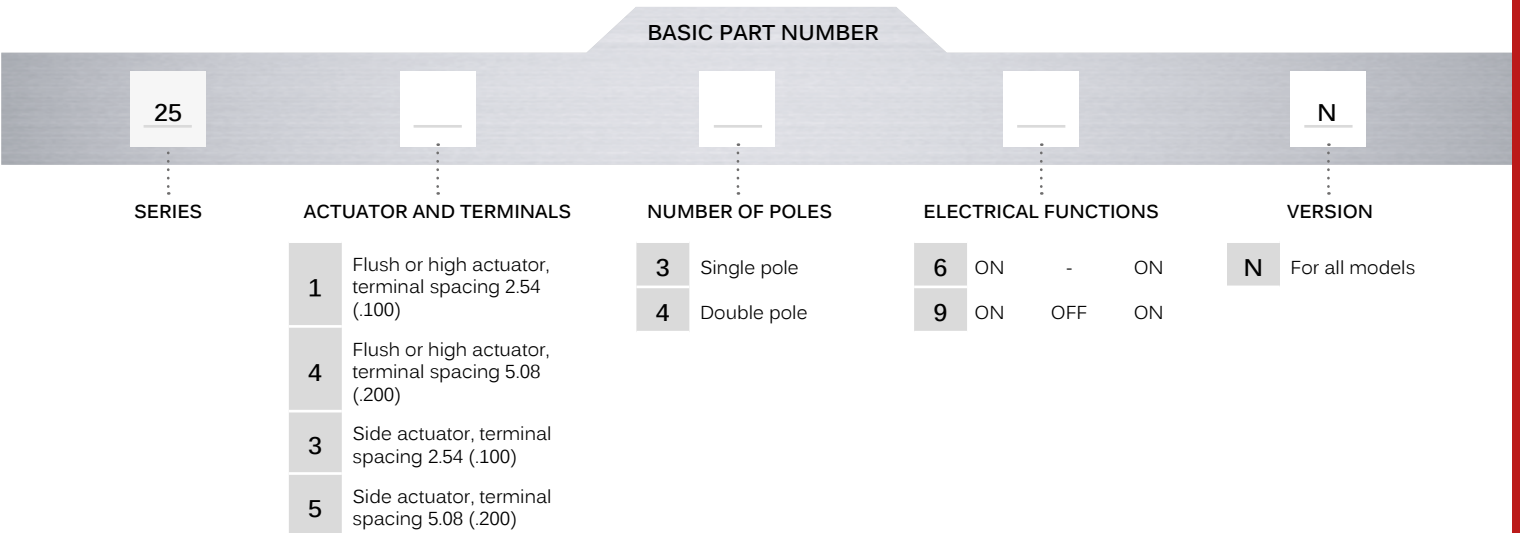 BASIC PART NUMBER
25
N
SERIES
ACTUATOR AND TERMINALS
NUMBER OF POLES
ELECTRICAL FUNCTIONS
VERSION
1
Flush or high actuator,
terminal spacing 2.54
(.100)
4
Flush or high actuator,
terminal spacing 5.08
(.200)
3
Side actuator, terminal
spacing 2.54 (.100)
5
Side actuator, terminal
spacing 5.08 (.200)
3 Single pole
4 Double pole
6 ON - ON
9 ON OFF ON
N For all models